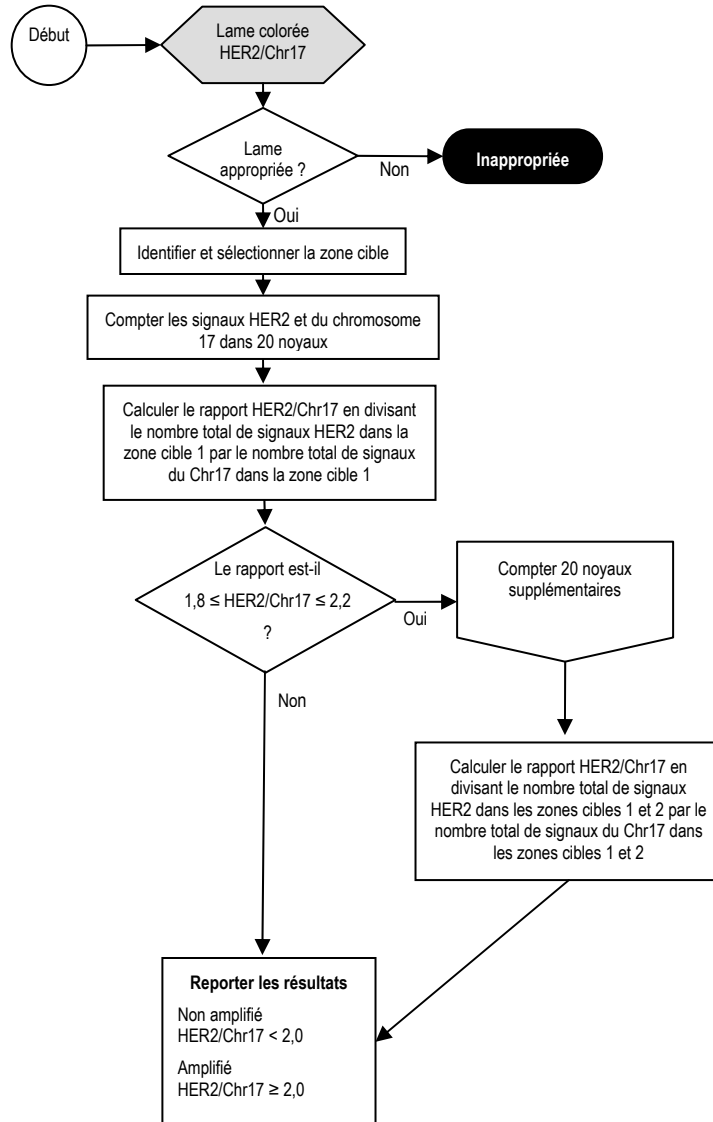 Début
Lame colorée
HER2/Chr17
Lame
appropriée ?
Non
Inappropriée
Oui
Identifier et sélectionner la zone cible
Compter les signaux HER2 et du chromosome
17 dans 20 noyaux
Calculer le rapport HER2/Chr17 en divisant
le nombre total de signaux HER2 dans la
zone cible 1 par le nombre total de signaux
du Chr17 dans la zone cible 1
Le rapport est-il
1,8 ≤ HER2/Chr17 ≤ 2,2
?
Oui
Compter 20 noyaux
supplémentaires
Non
Calculer le rapport HER2/Chr17 en
divisant le nombre total de signaux
HER2 dans les zones cibles 1 et 2 par le
nombre total de signaux du Chr17 dans
les zones cibles 1 et 2
Reporter les résultats
Non amplifié
HER2/Chr17 < 2,0
Amplifié
HER2/Chr17 ≥ 2,0